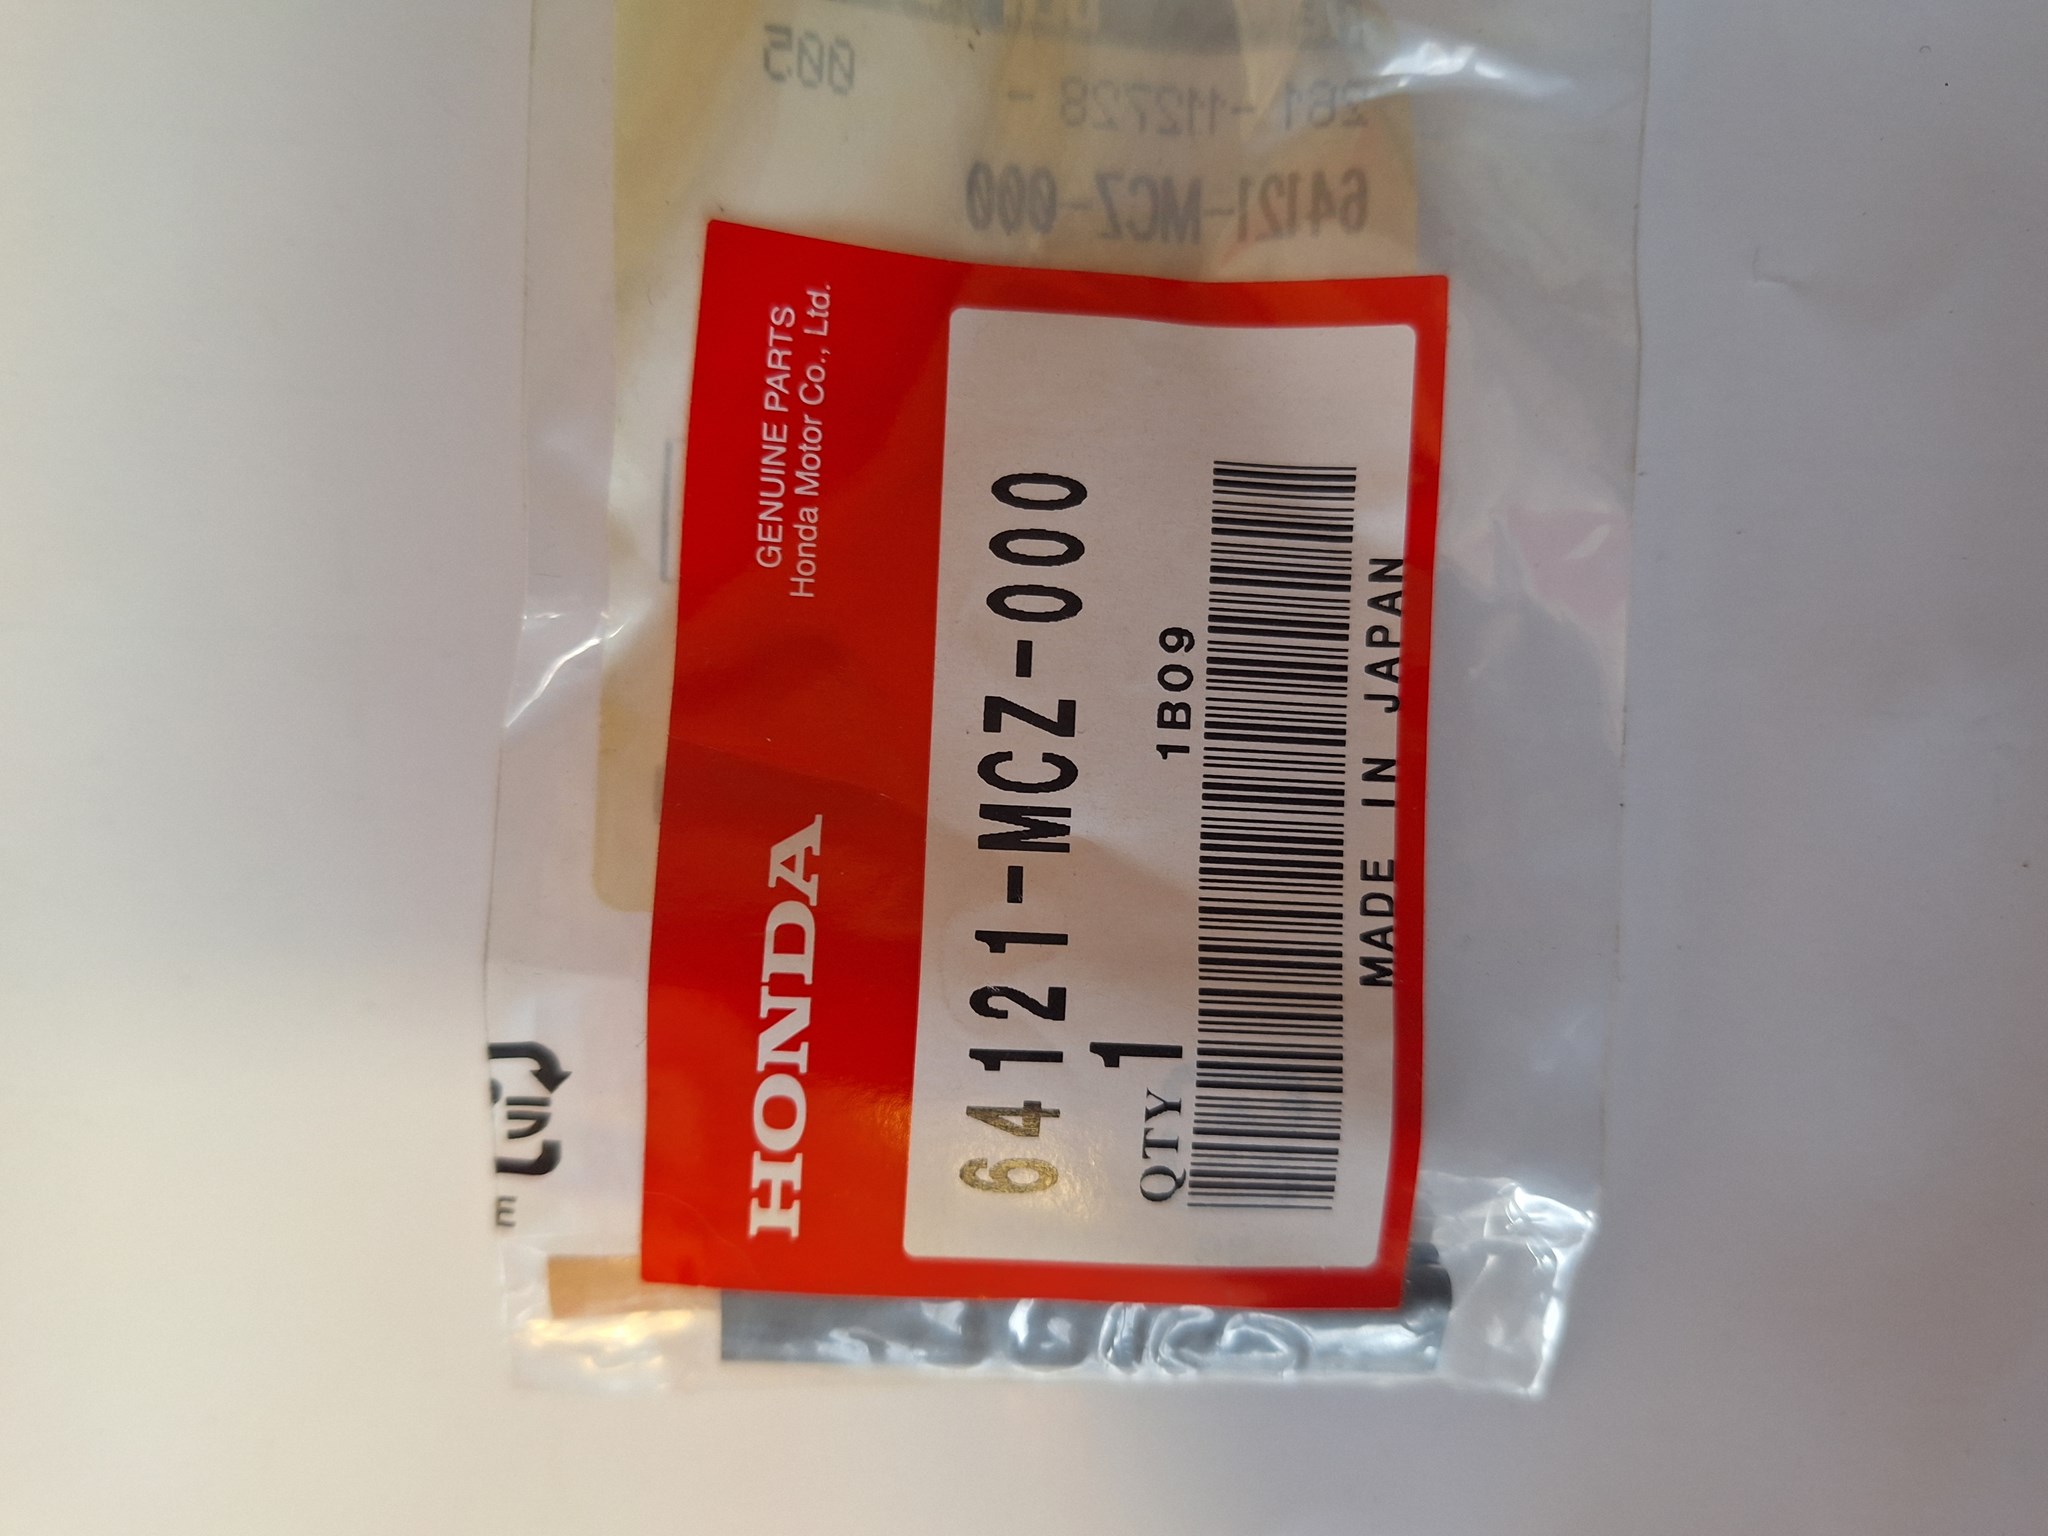 HONDA
GENUINE PARTS
Honda Motor Co., Ltd.
64121-MCZ-000
QTY 1
1B09
MADE IN JAPAN
005
64121-MCZ-000